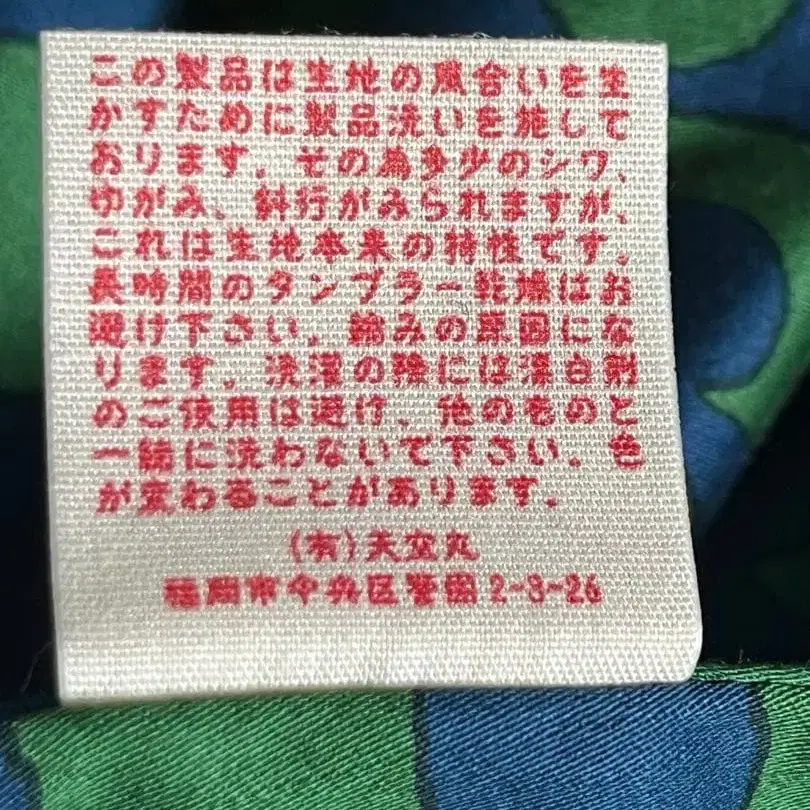 この製品は生地の風合いを生
かすために製品洗いを施して
おります。その為多少のシワ、
ゆがみ、斜行がみられますが、
これは生地本来の特性です。
長時間のタンブラー乾燥はお
避け下さい。縮みの原因にな
ります。洗濯の際には漂白剤
のご使用は避け、他のものと
一緒に洗わないで下さい。色
が変わることがあります。
(有)天空丸
福岡市中央区警固2-8-26